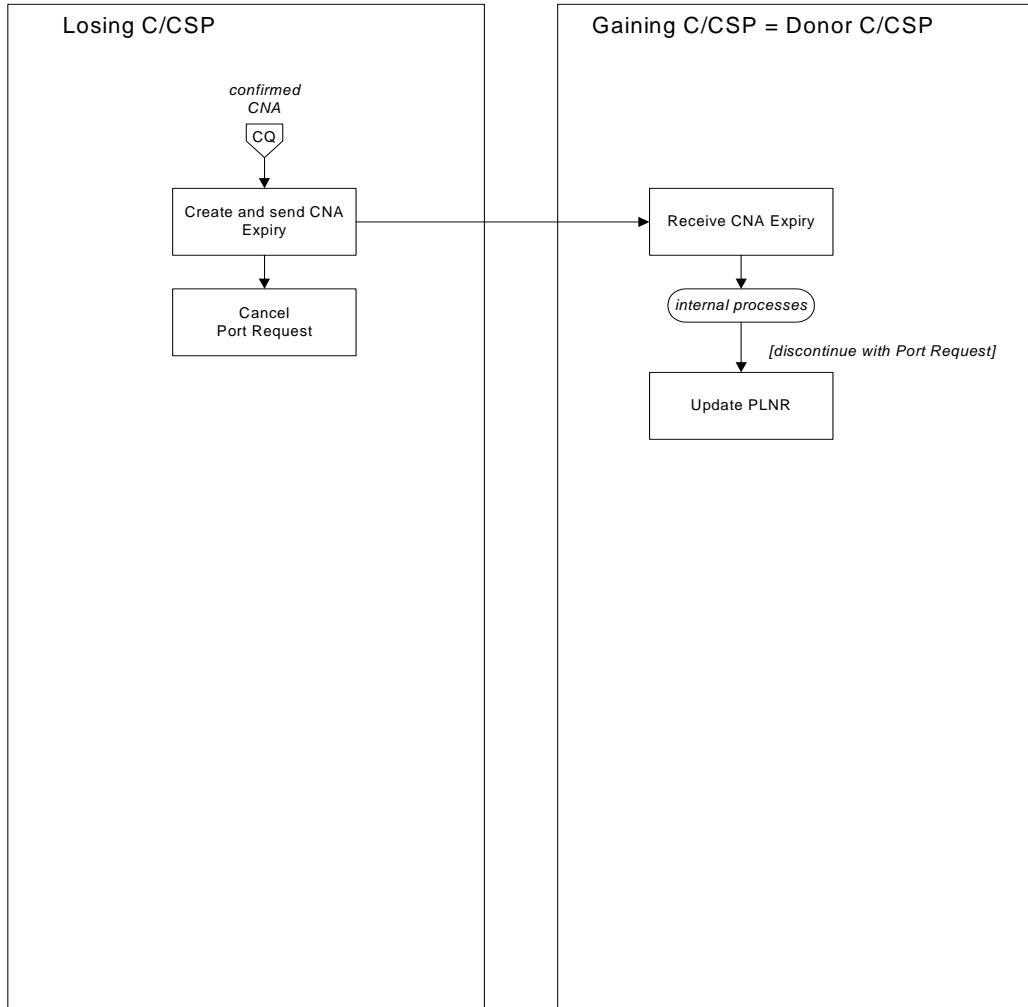 Losing C/CSP
Gaining C/CSP = Donor C/CSP
confirmed
CNA
CQ
Create and send CNA
Expiry
Receive CNA Expiry
Cancel
Port Request
internal processes
[discontinue with Port Request]
Update PLNR